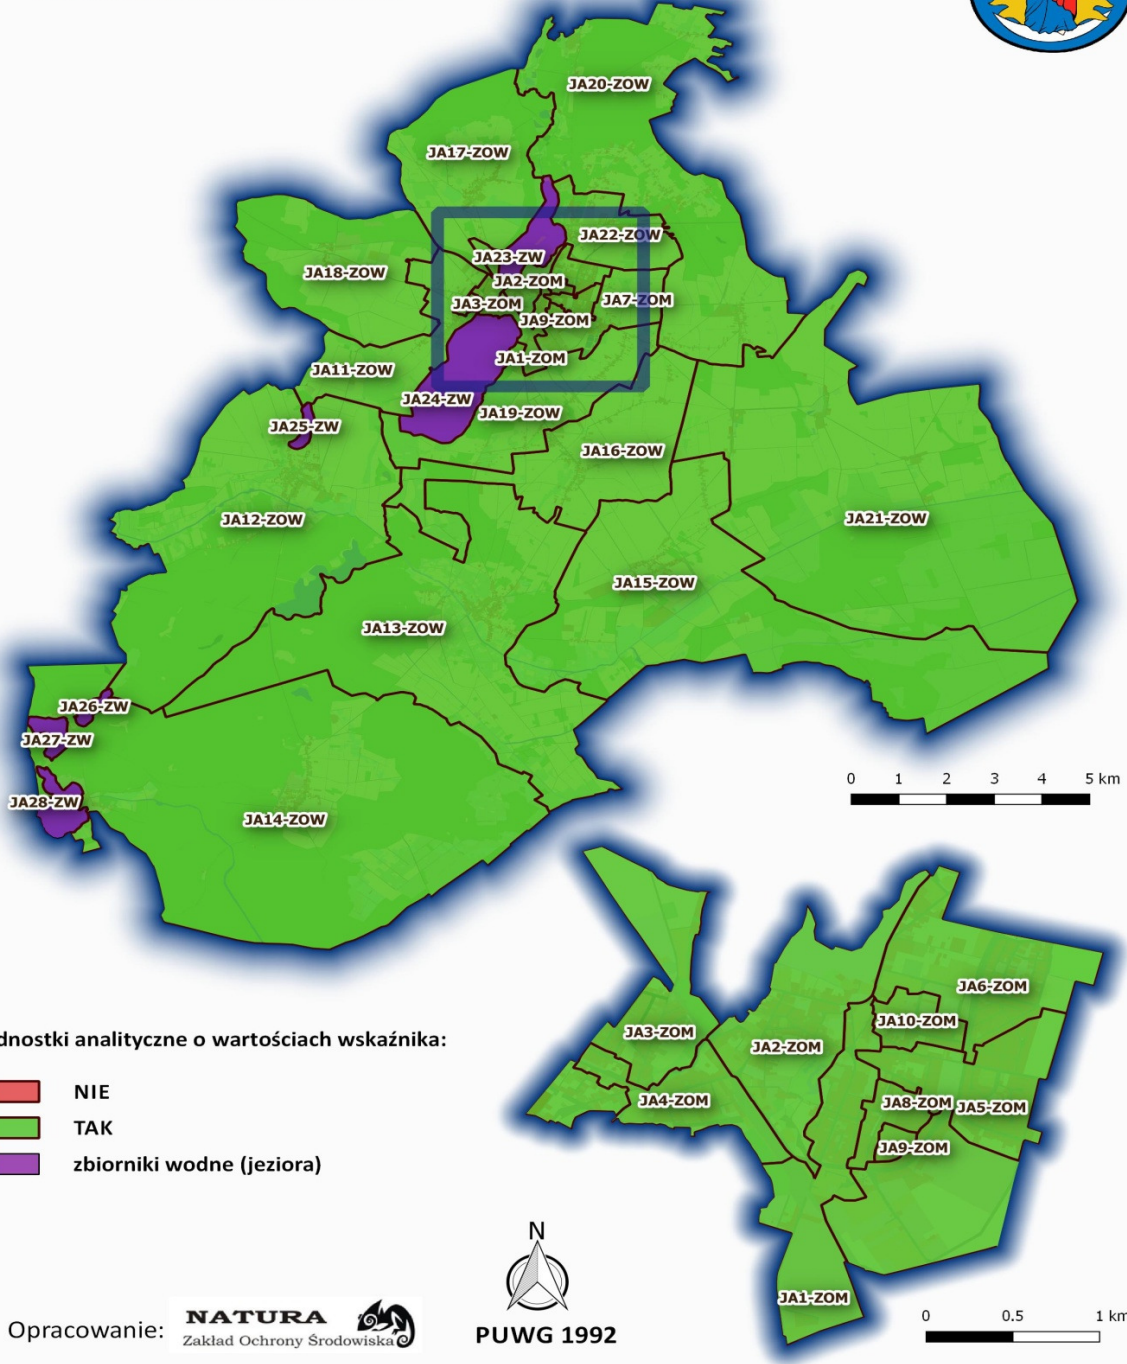 JA20-ZOW
JA17-ZOW
JA22-ZOW
JA23-ZW
JA18-ZOW
JA2-ZOM
JA3-ZOM
JA7-ZOM
JA9-ZOM
JA1-ZOM
JA11-ZOW
JA24-ZW
JA19-ZOW
JA25-ZW
JA16-ZOW
JA12-ZOW
JA21-ZOW
JA15-ZOW
JA13-ZOW
JA26-ZW
JA27-ZW
JA28-ZW
JA14-ZOW
0 1 2 3 4 5 km
JA6-ZOM
JA10-ZOM
JA3-ZOM
JA2-ZOM
JA4-ZOM
JA8-ZOM
JA5-ZOM
JA9-ZOM
JA1-ZOM
dnostki analityczne o wartościach wskaźnika:
NIE
TAK
zbiorniki wodne (jeziora)
N
PUWG 1992
0 0.5 1 km
Opracowanie:
NATURA
Zakład Ochrony Środowiska